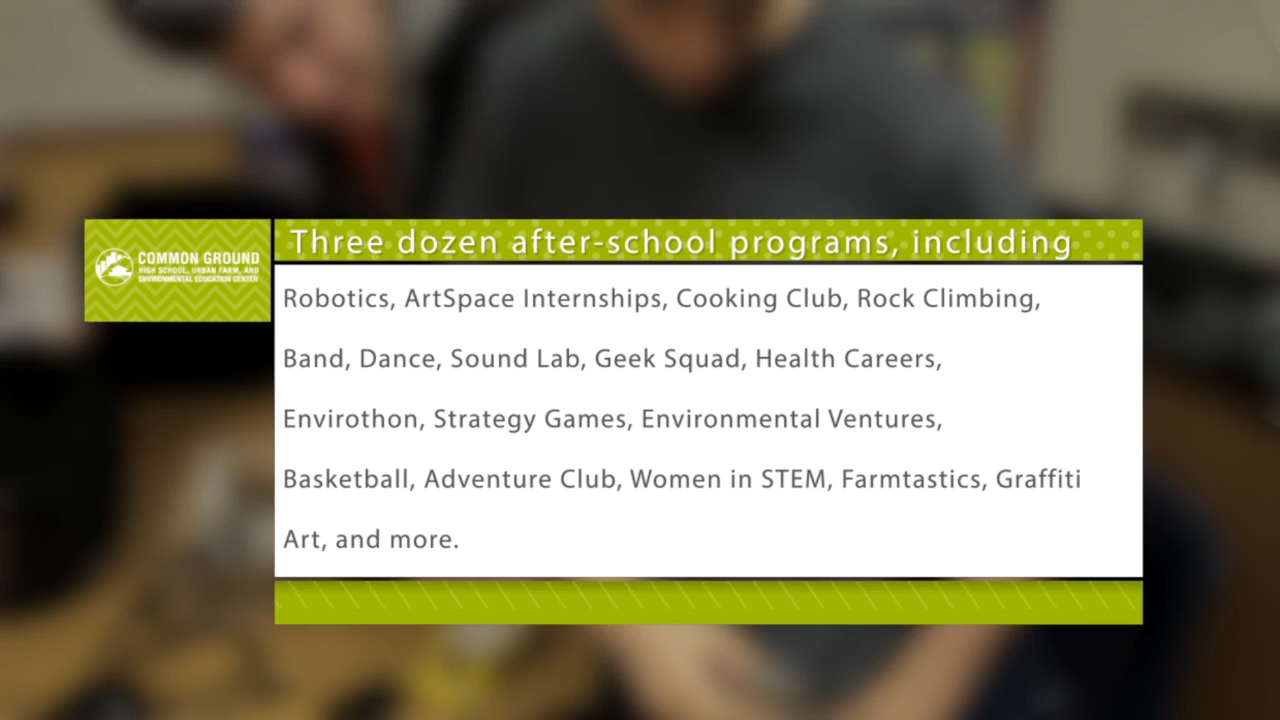 Three dozen after-school programs, including
COMMON GROUND
HIGH SCHOOL, URBAN FARM, AND
ENVIRONMENTAL EDUCATION CENTER
Robotics, ArtSpace Internships, Cooking Club, Rock Climbing,
Band, Dance, Sound Lab, Geek Squad, Health Careers,
Envirothon, Strategy Games, Environmental Ventures,
Basketball, Adventure Club, Women in STEM, Farmtastics, Graffiti
Art, and more.